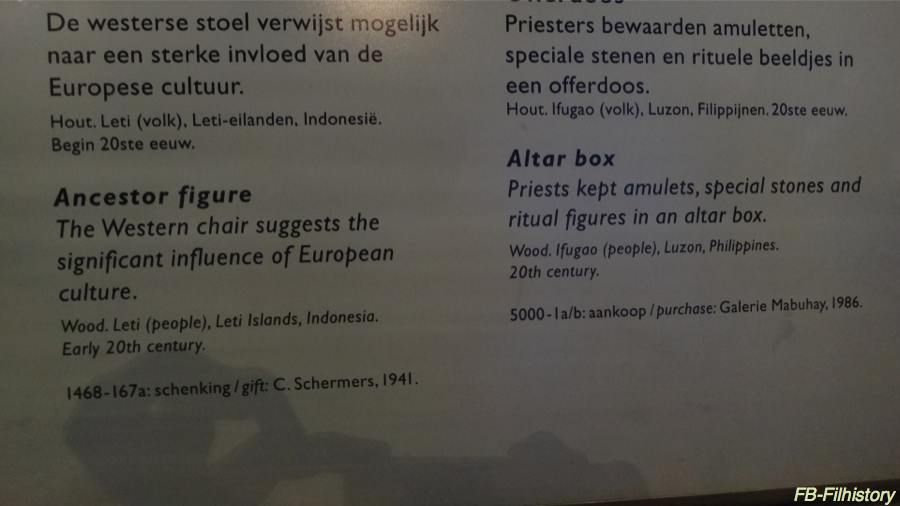 De westerse stoel verwijst mogelijk
naar een sterke invloed van de
Europese cultuur.
Hout. Leti (volk), Leti-eilanden, Indonesië.
Begin 20ste eeuw.
Ancestor figure
The Western chair suggests the
significant influence of European
culture.
Wood. Leti (people), Leti Islands, Indonesia.
Early 20th century.
1468-167a: schenking / gift: C. Schermers, 1941.
Priesters bewaarden amuletten,
speciale stenen en rituele beeldjes in
een offerdoos.
Hout. Ifugao (volk), Luzon, Filippijnen. 20ste eeuw.
Altar box
Priests kept amulets, special stones and
ritual figures in an altar box.
Wood. Ifugao (people), Luzon, Philippines.
20th century.
5000-1a/b: aankoop / purchase: Galerie Mabuhay, 1986.
FB-Filhistory